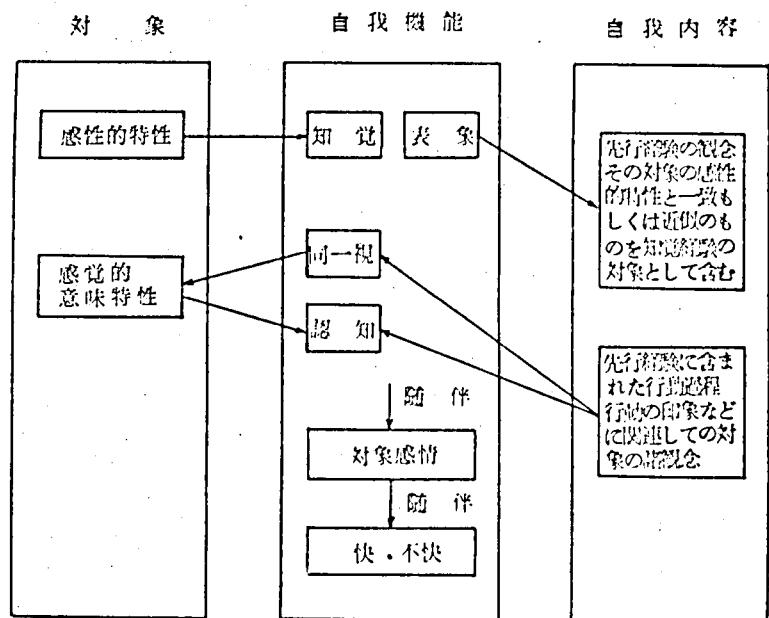 対象
自我機能
自我内容
感性的特性
知覚
表象
先行経験の観念
その対象の感性
的特性と一致も
しくは近似のも
のを知覚経験の
対象として含む
同一視
感覚的
意味特性
認知
先行経験に含ま
れた行動過程
行動の印象など
に関連しての対
象の諸観念
随伴
対象感情
随伴
快・不快